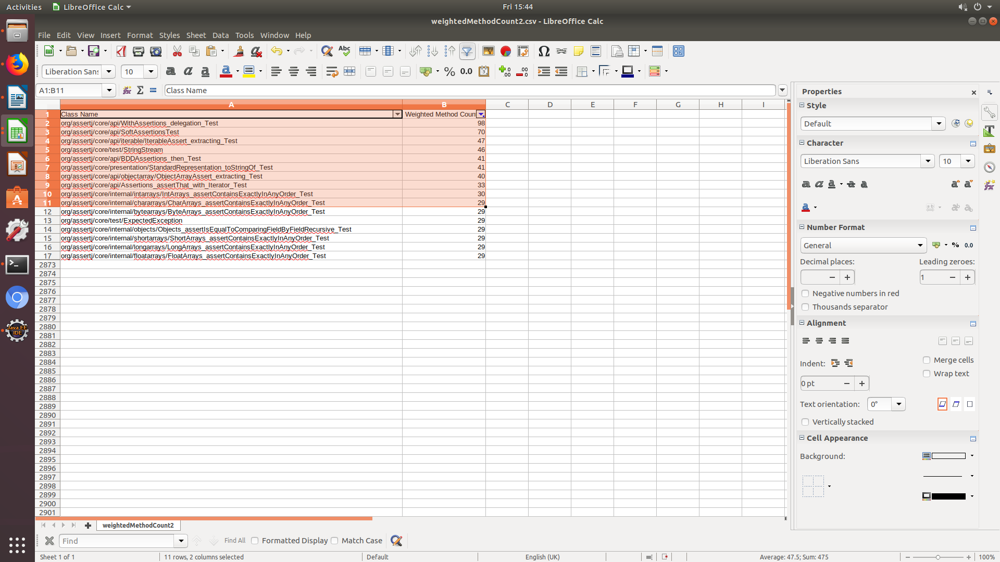 Activities LibreOffice Calc Fri 15:44
weightedMethodCount2.csv - LibreOffice Calc
File Edit View Insert Format Styles Sheet Data Tools Window Help
Liberation Sans 10
A1:B11 Class Name
A B C D E F G H I
1 Class Name Weighted Method Coun
2 org/assertj/core/api/WithAssertions_delegation_Test 98
3 org/assertj/core/api/SoftAssertionsTest 70
4 org/assertj/core/api/iterable/IterableAssert_extracting_Test 47
5 org/assertj/core/test/StringStream 46
6 org/assertj/core/api/BDDAssertions_then_Test 41
7 org/assertj/core/presentation/StandardRepresentation_toStringOf_Test 41
8 org/assertj/core/api/objectarray/ObjectArrayAssert_extracting_Test 40
9 org/assertj/core/api/Assertions_assertThat_with_Iterator_Test 33
10 org/assertj/core/internal/intarrays/IntArrays_assertContainsExactlyInAnyOrder_Test 30
11 org/assertj/core/internal/chararrays/CharArrays_assertContainsExactlyInAnyOrder_Test 29
12 org/assertj/core/internal/bytearrays/ByteArrays_assertContainsExactlyInAnyOrder_Test 29
13 org/assertj/core/test/ExpectedException 29
14 org/assertj/core/internal/objects/Objects_assertIsEqualToComparingFieldByFieldRecursive_Test 29
15 org/assertj/core/internal/shortarrays/ShortArrays_assertContainsExactlyInAnyOrder_Test 29
16 org/assertj/core/internal/longarrays/LongArrays_assertContainsExactlyInAnyOrder_Test 29
17 org/assertj/core/internal/floatarrays/FloatArrays_assertContainsExactlyInAnyOrder_Test 29
2873
2874
2875
2876
2877
2878
2879
2880
2881
2882
2883
2884
2885
2886
2887
2888
2889
2890
2891
2892
2893
2894
2895
2896
2897
2898
2899
2900
2901
weightedMethodCount2
Find Find All Formatted Display Match Case
Sheet 1 of 1 11 rows, 2 columns selected Default English (UK) Average: 47.5; Sum: 475 100%
Properties
Style
Default
Character
Liberation Sans 10
Number Format
General % 0.0
Decimal places: Leading zeroes:
1
Negative numbers in red
Thousands separator
Alignment
Indent: Merge cells
Wrap text
0 pt
Text orientation: 0°
Vertically stacked
Cell Appearance
Background:
Java EE
IDE